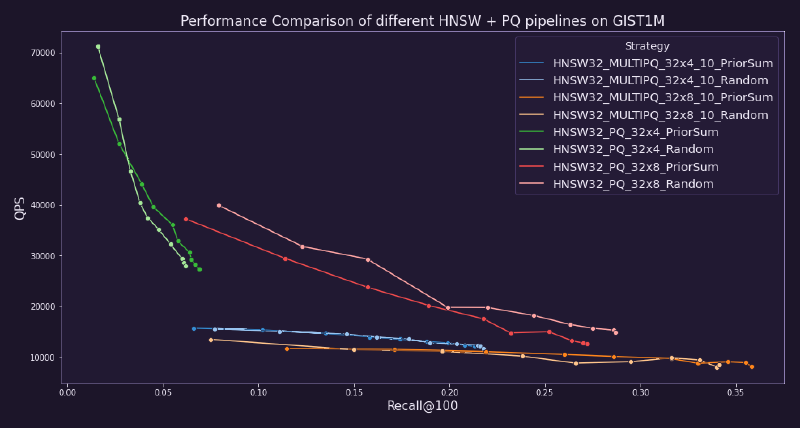 Performance Comparison of different HNSW + PQ pipelines on GIST1M
Strategy
HNSW32_MULTIPQ_32x4_10_PriorSum
HNSW32_MULTIPQ_32x4_10_Random
HNSW32_MULTIPQ_32x8_10_PriorSum
HNSW32_MULTIPQ_32x8_10_Random
HNSW32_PQ_32x4_PriorSum
HNSW32_PQ_32x4_Random
HNSW32_PQ_32x8_PriorSum
HNSW32_PQ_32x8_Random
QPS
70000
60000
50000
40000
30000
20000
10000
0.00 0.05 0.10 0.15 0.20 0.25 0.30 0.35
Recall@100